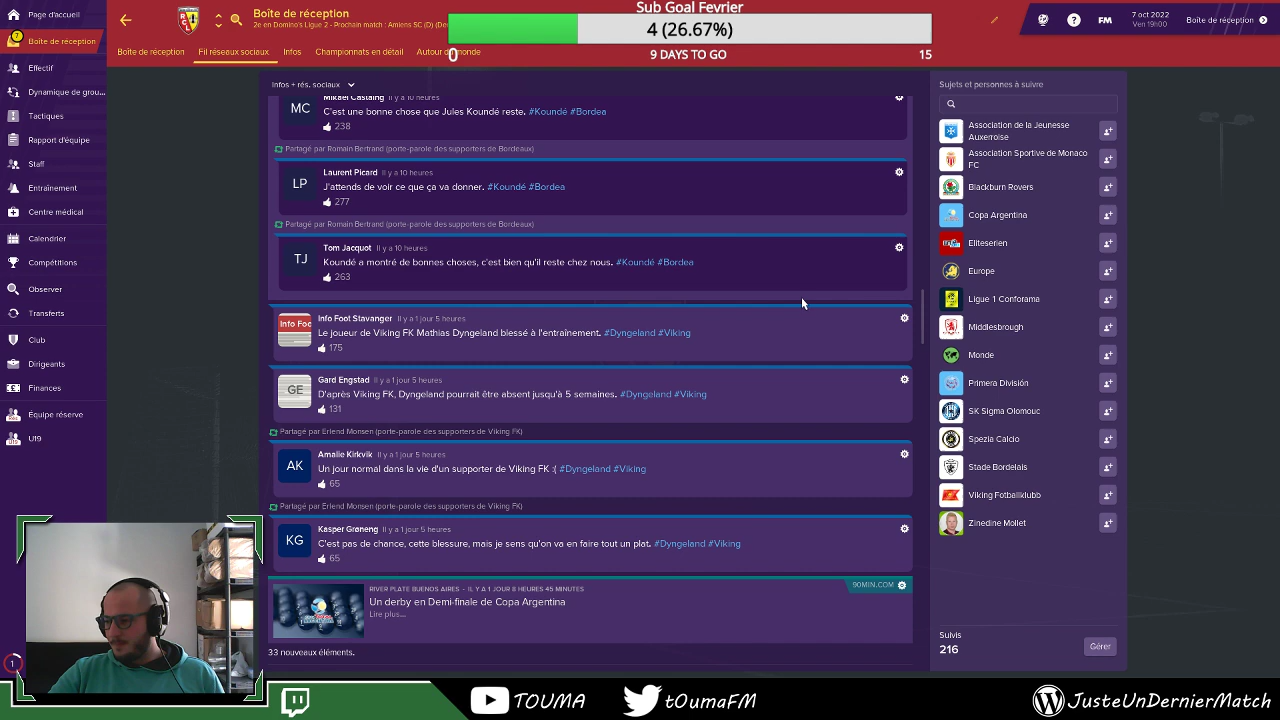 Sub Goal Fevrier
4 (26.67%)
0
9 DAYS TO GO
15
Boîte de réception
2e en Domino's Ligue 2 - Prochain match : Amiens SC (D) (De
FM
7 oct 2022
Ven 19h00
Boîte de réception
Boîte de réception
Fil réseaux sociaux
Infos
Championnats en détail
Autour du monde
7
Boîte de réception
Effectif
Dynamique de grou...
Tactiques
Rapport d'équipe
Staff
Entraînement
Centre médical
Calendrier
Compétitions
Observer
Transferts
Club
Dirigeants
Finances
Équipe réserve
U19
1
Infos + rés. sociaux
MC
Mikaël Castaing Il y a 10 heures
C'est une bonne chose que Jules Koundé reste. #Koundé #Bordea
238
Partagé par Romain Bertrand (porte-parole des supporters de Bordeaux)
LP
Laurent Picard Il y a 10 heures
J'attends de voir ce que ça va donner. #Koundé #Bordea
277
Partagé par Romain Bertrand (porte-parole des supporters de Bordeaux)
TJ
Tom Jacquot Il y a 10 heures
Koundé a montré de bonnes choses, c'est bien qu'il reste chez nous. #Koundé #Bordea
263
Info Foo
Info Foot Stavanger Il y a 1 jour 5 heures
Le joueur de Viking FK Mathias Dyngeland blessé à l'entraînement. #Dyngeland #Viking
175
GE
Gard Engstad Il y a 1 jour 5 heures
D'après Viking FK, Dyngeland pourrait être absent jusqu'à 5 semaines. #Dyngeland #Viking
131
Partagé par Erlend Monsen (porte-parole des supporters de Viking FK)
AK
Amalie Kirkvik Il y a 1 jour 5 heures
Un jour normal dans la vie d'un supporter de Viking FK :( #Dyngeland #Viking
65
Partagé par Erlend Monsen (porte-parole des supporters de Viking FK)
KG
Kasper Grøneng Il y a 1 jour 5 heures
C'est pas de chance, cette blessure, mais je sens qu'on va en faire tout un plat. #Dyngeland #Viking
65
RIVER PLATE BUENOS AIRES - IL Y A 1 JOUR 8 HEURES 45 MINUTES
90MIN.COM
Un derby en Demi-finale de Copa Argentina
Lire plus...
33 nouveaux éléments.
Sujets et personnes à suivre
Association de la Jeunesse
Auxerroise
Association Sportive de Monaco
FC
Blackburn Rovers
Copa Argentina
Eliteserien
Europe
Ligue 1 Conforama
Middlesbrough
Monde
Primera División
SK Sigma Olomouc
Spezia Calcio
Stade Bordelais
Viking Fotballklubb
Zinedine Mollet
Suivis
216
Gérer
TOUMA
tOumaFM
JusteUnDernierMatch